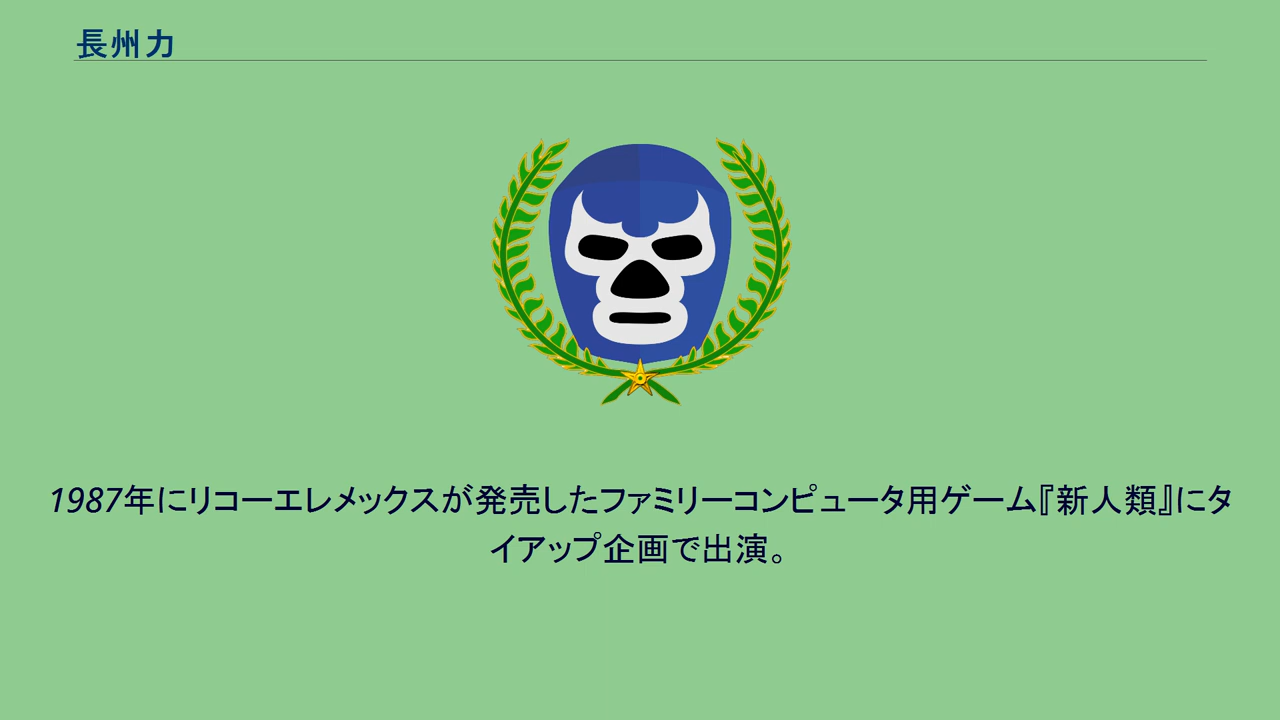 長州力
1987年にリコーエレメックスが発売したファミリーコンピュータ用ゲーム『新人類』にタ
イアップ企画で出演。